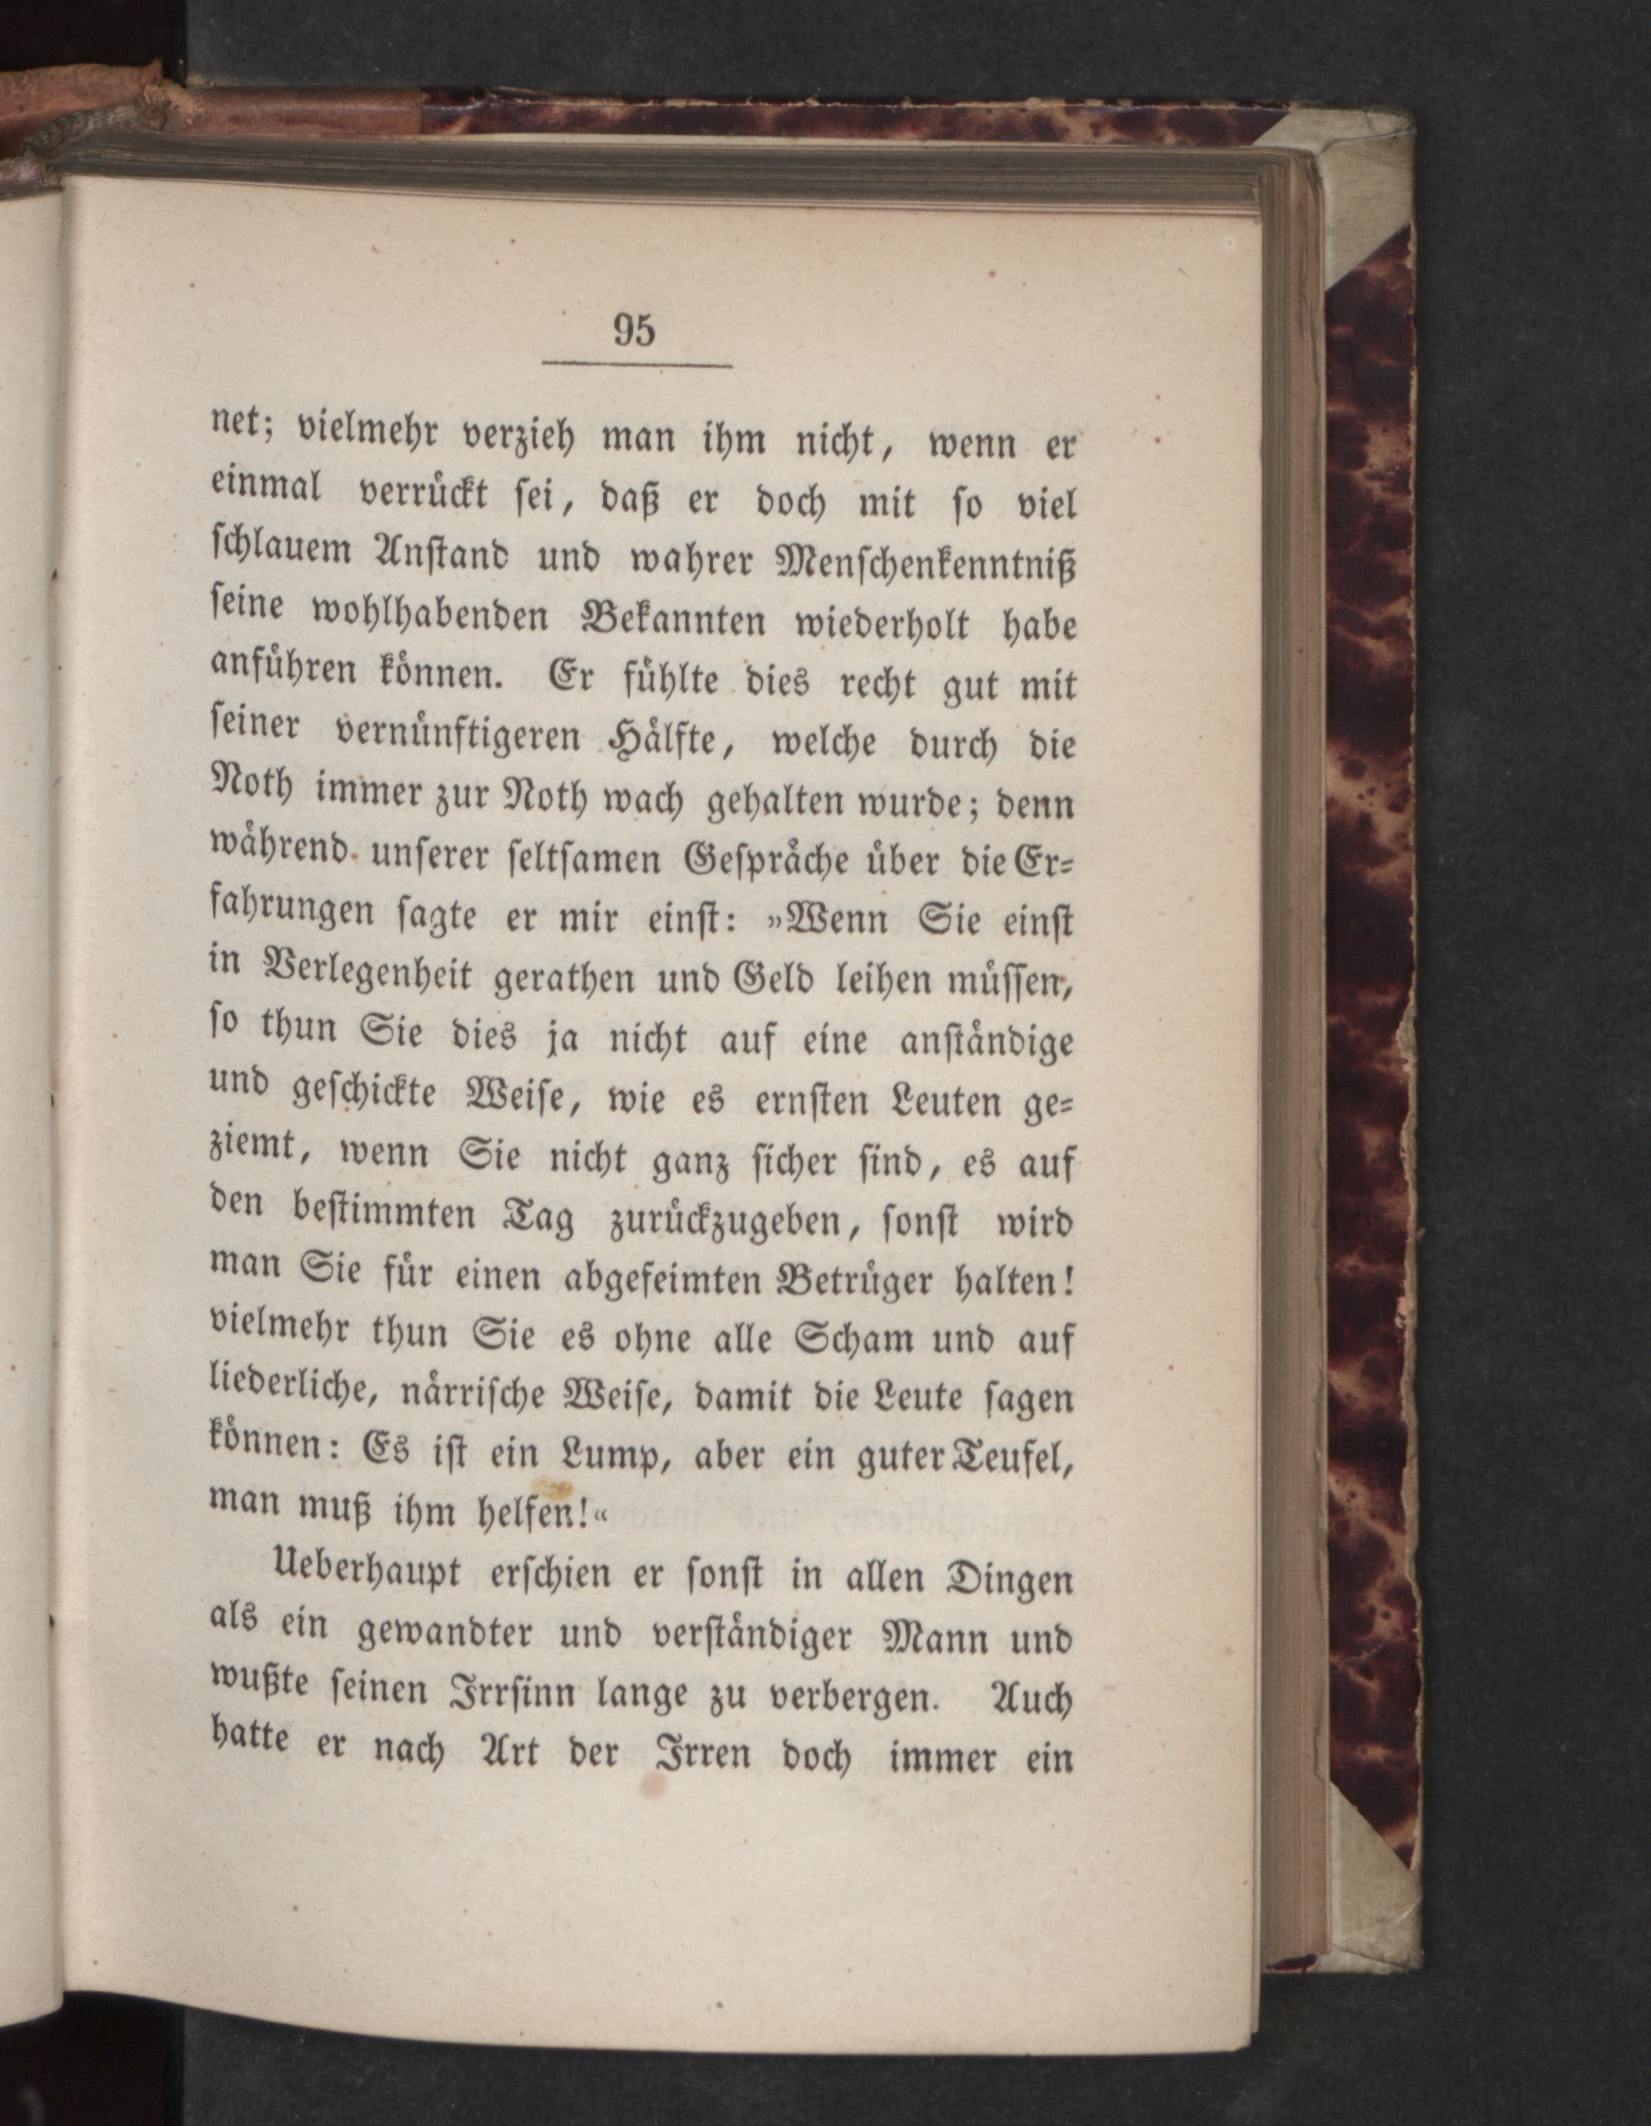 95
net; vielmehr verzieh man ihm nicht, wenn er
einmal verrückt ſei, daß er doch mit ſo viel
ſchlauem Anſtand und wahrer Menſchenkenntniß
ſeine wohlhabenden Bekannten wiederholt habe
anführen können. Er fühlte dies recht gut mit
ſeiner vernünftigeren Hälfte, welche durch die
Noth immer zur Noth wach gehalten wurde; denn
während unſerer ſeltſamen Geſpräche über die Er⸗
fahrungen ſagte er mir einſt: »Wenn Sie einſt
in Verlegenheit gerathen und Geld leihen müſſen,
ſo thun Sie dies ja nicht auf eine anſtändige
und geſchickte Weiſe, wie es ernſten Leuten ge⸗
ziemt, wenn Sie nicht ganz ſicher ſind, es auf
den beſtimmten Tag zurückzugeben, ſonſt wird
man Sie für einen abgefeimten Betrüger halten!
vielmehr thun Sie es ohne alle Scham und auf
liederliche, närriſche Weiſe, damit die Leute ſagen
können: Es iſt ein Lump, aber ein guter Teufel,
man muß ihm helfen!«
Ueberhaupt erſchien er ſonſt in allen Dingen
als ein gewandter und verſtändiger Mann und
wußte ſeinen Irrſinn lange zu verbergen. Auch
hatte er nach Art der Irren doch immer ein